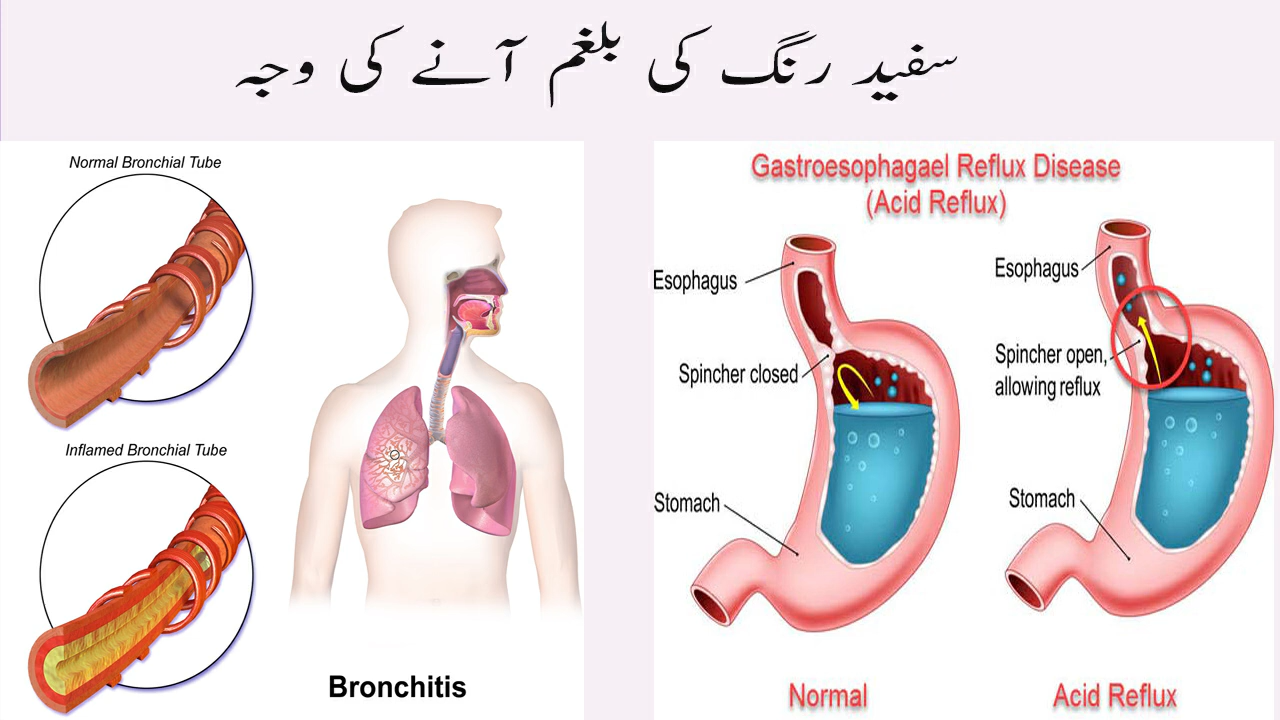 سفید رنگ کی بلغم آنے کی وجہ
Normal Bronchial Tube
Inflamed Bronchial Tube
Bronchitis
Gastroesophagael Reflux Disease
(Acid Reflux)
Esophagus
Spincher closed
Stomach
Normal
Esophagus
Spincher open,
allowing reflux
Stomach
Acid Reflux